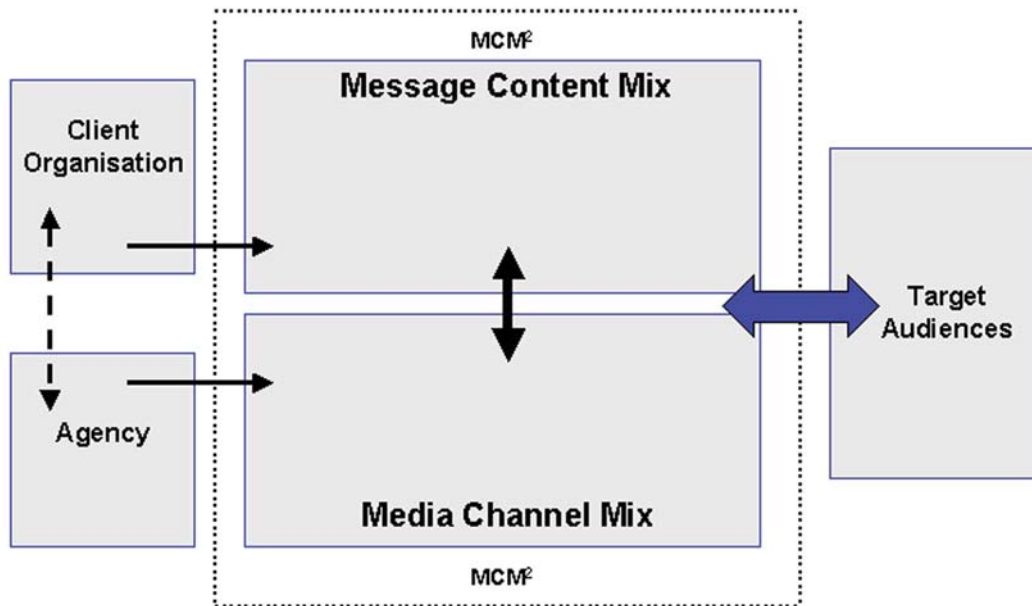 MCM²
Message Content Mix
Client
Organisation
Target
Audiences
Agency
Media Channel Mix
MCM²